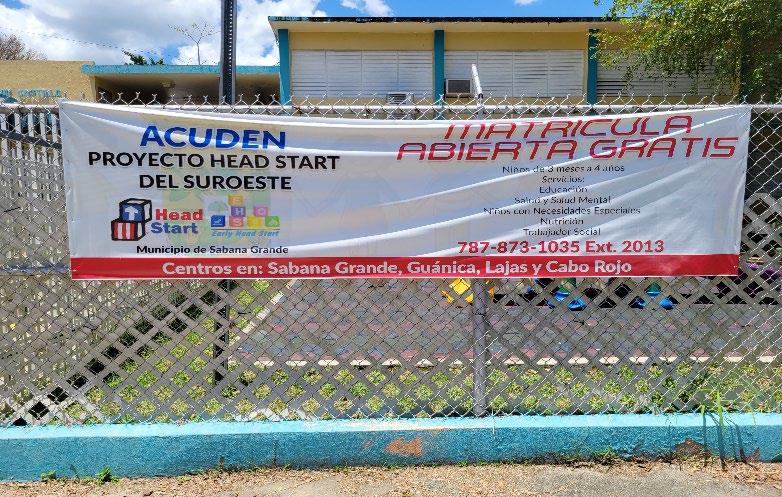 ACUDEN
PROYECTO HEAD START
DEL SUROESTE
Head
Start
EHS
Early Head Start
Municipio de Sabana Grande
MATRICULA
ABIERTA GRATIS
Niños de 3 meses a 4 años
Servicios:
Educación
Salud y Salud Mental
Niños con Necesidades Especiales
Nutrición
Trabajador Social
787-873-1035 Ext. 2013
Centros en: Sabana Grande, Guánica, Lajas y Cabo Rojo